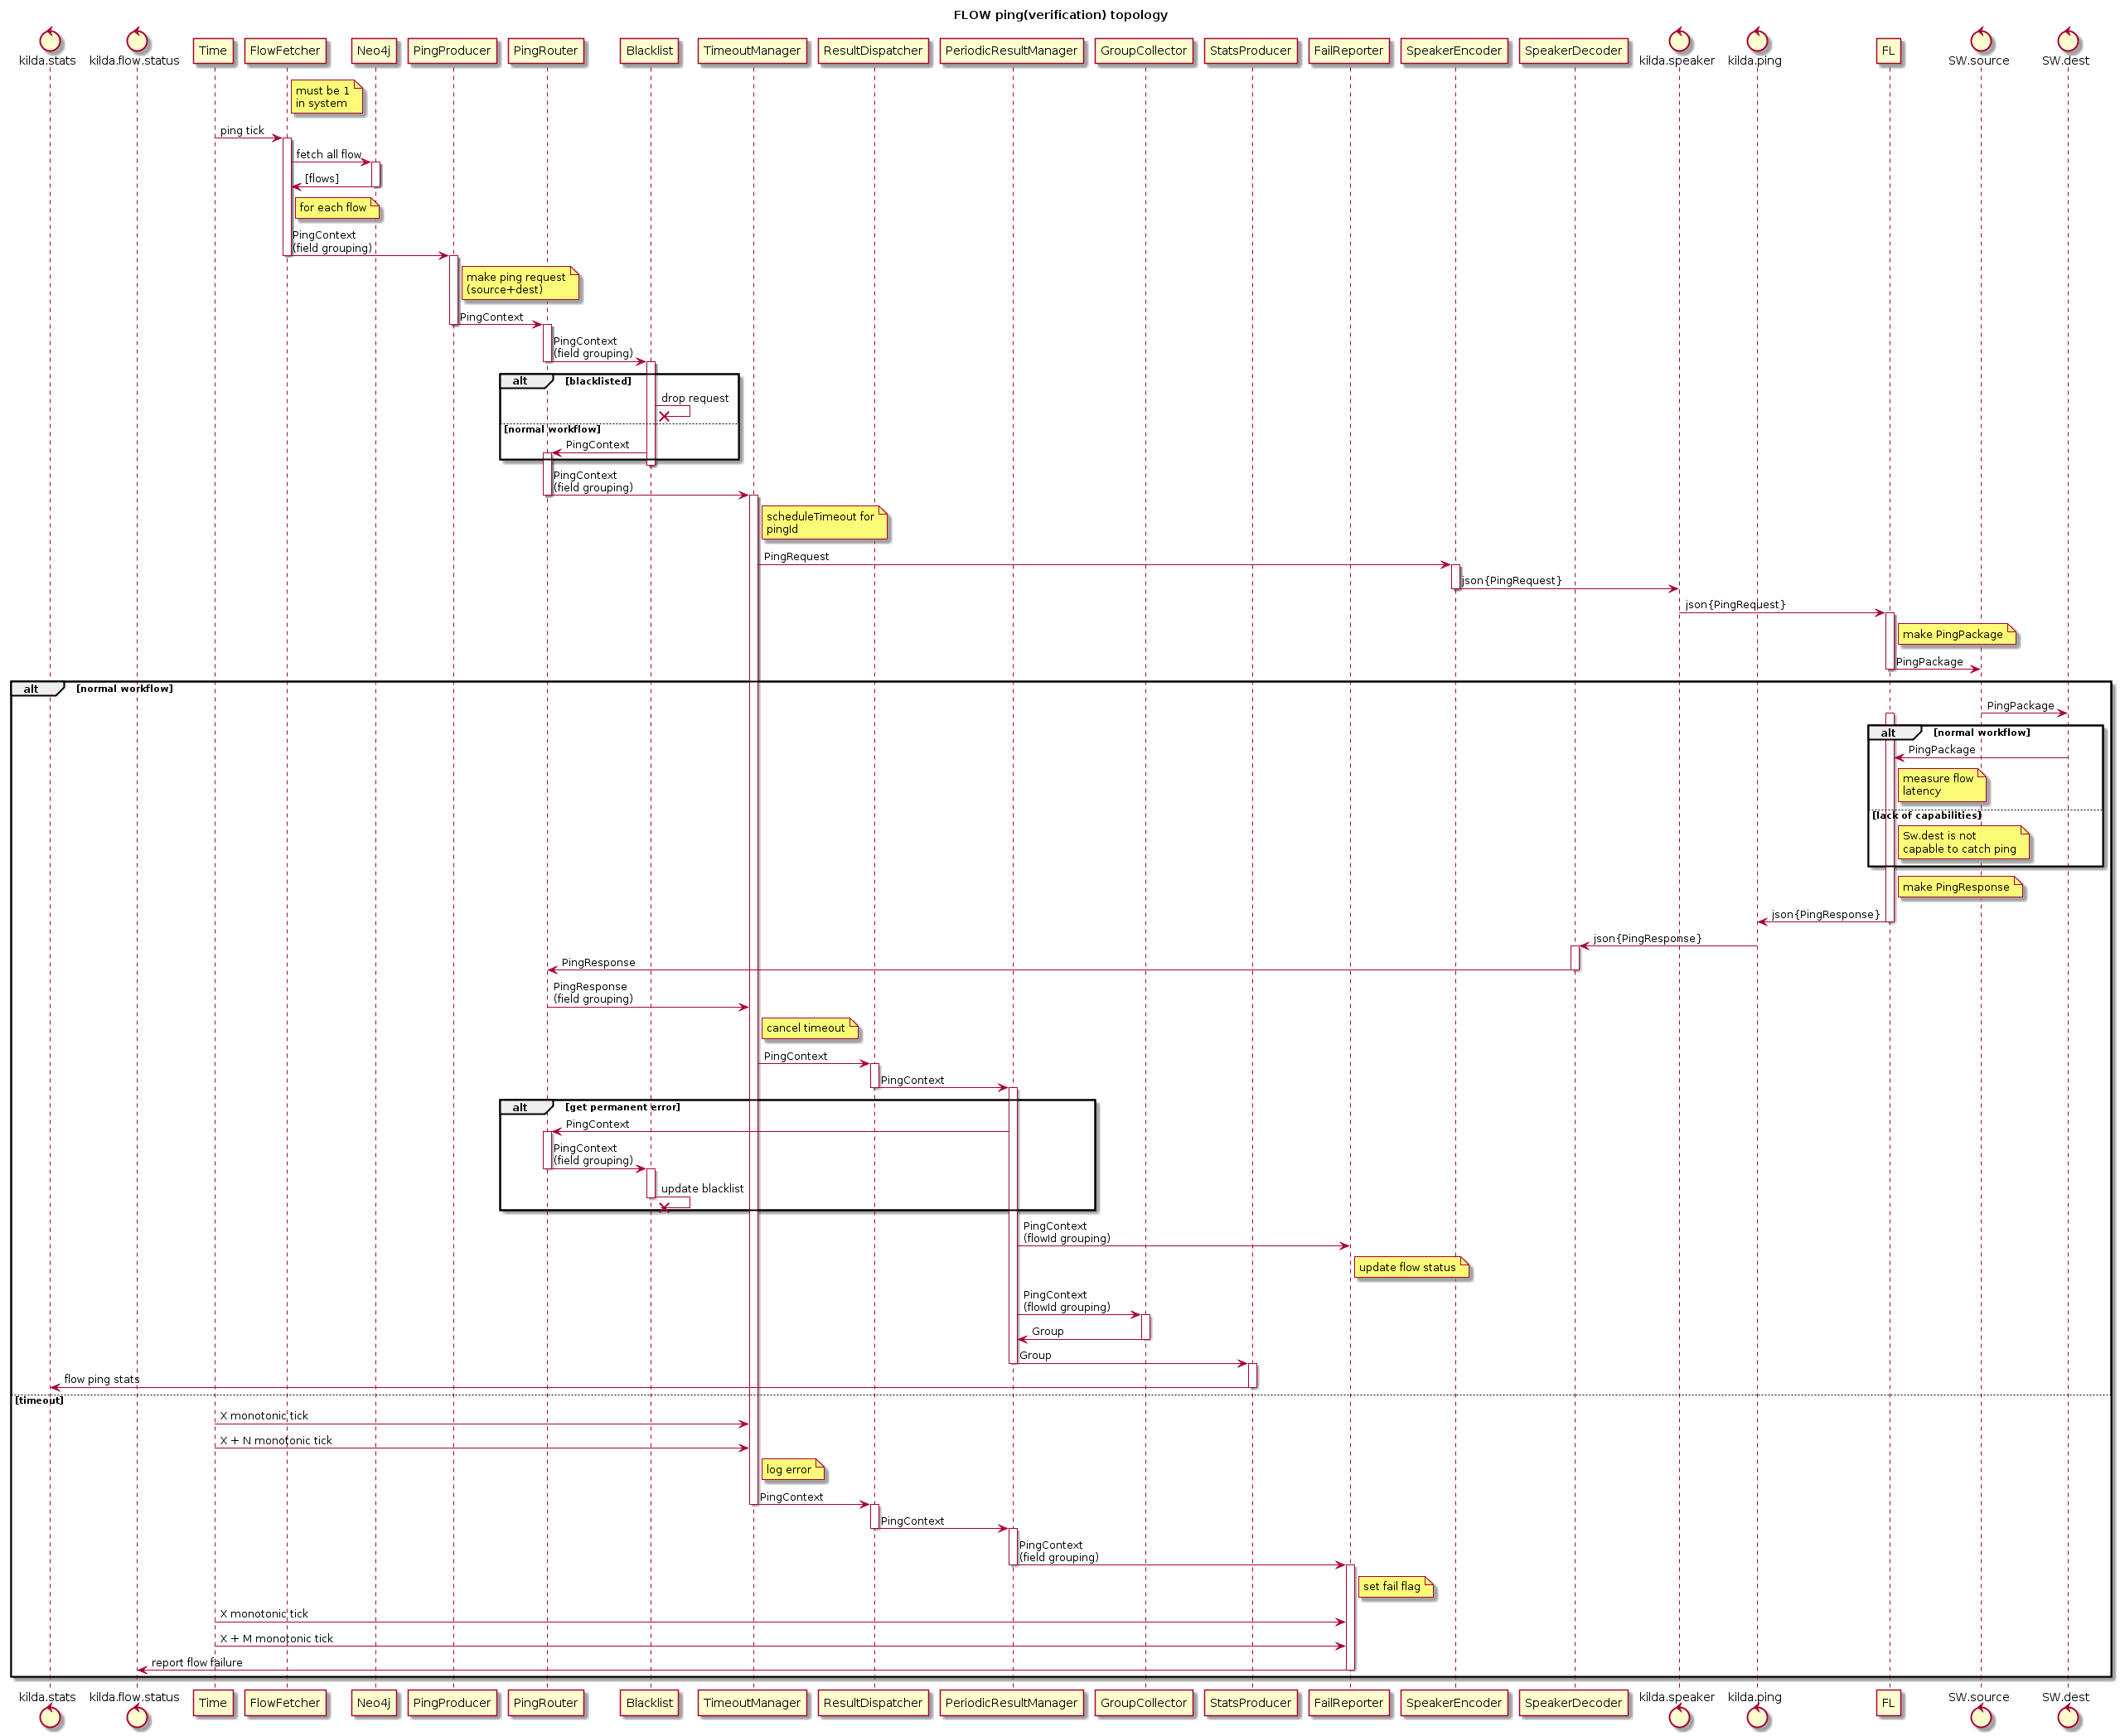 FLOW ping(verification) topology
kilda.stats
kilda.flow.status
Time
FlowFetcher
Neo4j
PingProducer
PingRouter
Blacklist
TimeoutManager
ResultDispatcher
PeriodicResultManager
GroupCollector
StatsProducer
FailReporter
SpeakerEncoder
SpeakerDecoder
kilda.speaker
kilda.ping
FL
SW.source
SW.dest
must be 1
in system
ping tick
fetch all flow
[flows]
for each flow
PingContext
(field grouping)
make ping request
(source+dest)
PingContext
PingContext
(field grouping)
alt [blacklisted]
drop request
[normal workflow]
PingContext
PingContext
(field grouping)
scheduleTimeout for
pingId
PingRequest
json{PingRequest}
json{PingRequest}
make PingPackage
PingPackage
alt [normal workflow]
PingPackage
alt [normal workflow]
PingPackage
measure flow
latency
[lack of capabilities]
Sw.dest is not
capable to catch ping
make PingResponse
json{PingResponse}
json{PingResponse}
PingResponse
PingResponse
(field grouping)
cancel timeout
PingContext
PingContext
alt [get permanent error]
PingContext
PingContext
(field grouping)
update blacklist
PingContext
(flowId grouping)
update flow status
PingContext
(flowId grouping)
Group
Group
flow ping stats
[timeout]
X monotonic tick
X + N monotonic tick
log error
PingContext
PingContext
PingContext
(field grouping)
set fail flag
X monotonic tick
X + M monotonic tick
report flow failure
kilda.stats
kilda.flow.status
Time
FlowFetcher
Neo4j
PingProducer
PingRouter
Blacklist
TimeoutManager
ResultDispatcher
PeriodicResultManager
GroupCollector
StatsProducer
FailReporter
SpeakerEncoder
SpeakerDecoder
kilda.speaker
kilda.ping
FL
SW.source
SW.dest